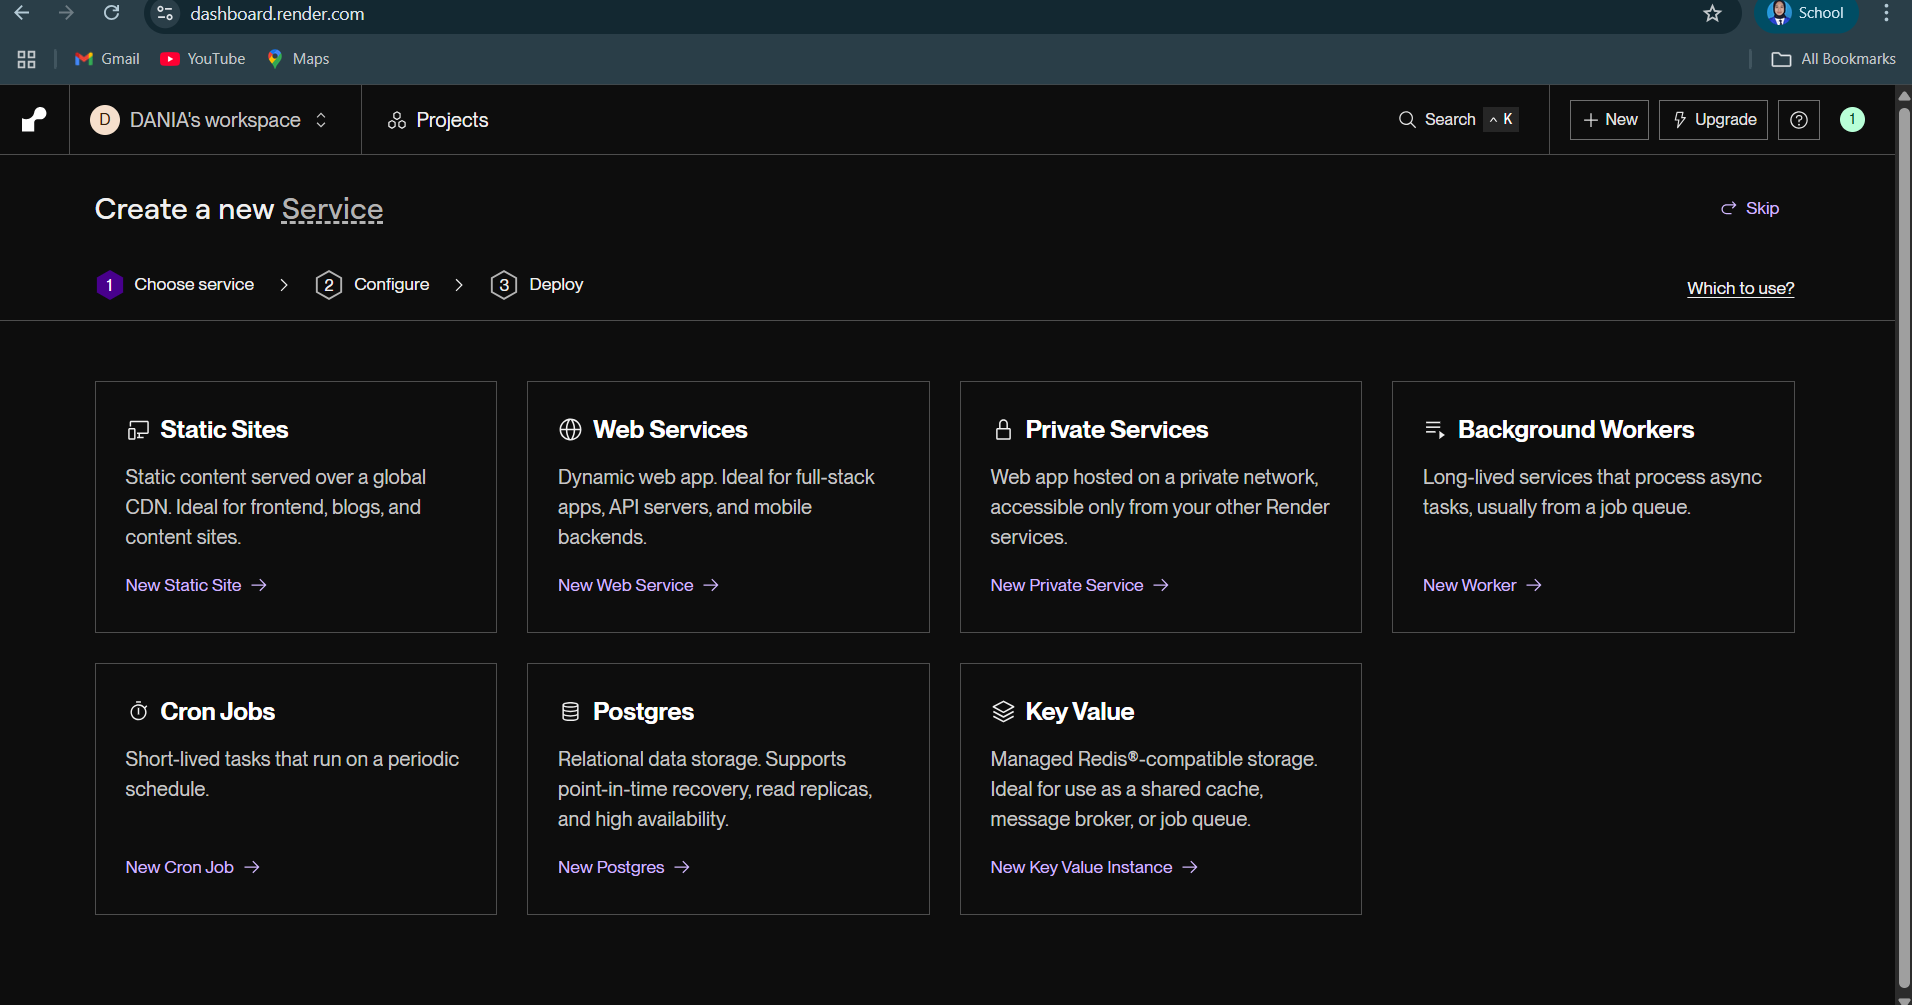 dashboard.render.com
School
Gmail
YouTube
Maps
All Bookmarks
D
DANIA's workspace
Projects
Search
K
+ New
Upgrade
?
1
Create a new Service
Skip
1 Choose service
2 Configure
3 Deploy
Which to use?
Static Sites
Static content served over a global
CDN. Ideal for frontend, blogs, and
content sites.
New Static Site →
Web Services
Dynamic web app. Ideal for full-stack
apps, API servers, and mobile
backends.
New Web Service →
Private Services
Web app hosted on a private network,
accessible only from your other Render
services.
New Private Service →
Background Workers
Long-lived services that process async
tasks, usually from a job queue.
New Worker →
Cron Jobs
Short-lived tasks that run on a periodic
schedule.
New Cron Job →
Postgres
Relational data storage. Supports
point-in-time recovery, read replicas,
and high availability.
New Postgres →
Key Value
Managed Redis®-compatible storage.
Ideal for use as a shared cache,
message broker, or job queue.
New Key Value Instance →